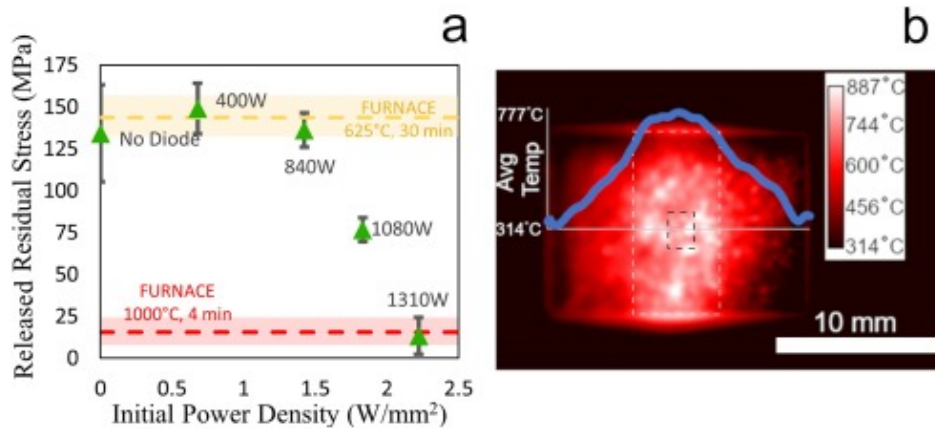 a
Released Residual Stress (MPa)
175
150
125
100
75
50
25
0
0
0.5
1
1.5
2
2.5
Initial Power Density (W/mm²)
No Diode
400W
840W
1080W
1310W
FURNACE
625°C, 30 min
FURNACE
1000°C, 4 min
b
777°C
Avg
Temp
314°C
887°C
744°C
600°C
456°C
314°C
10 mm